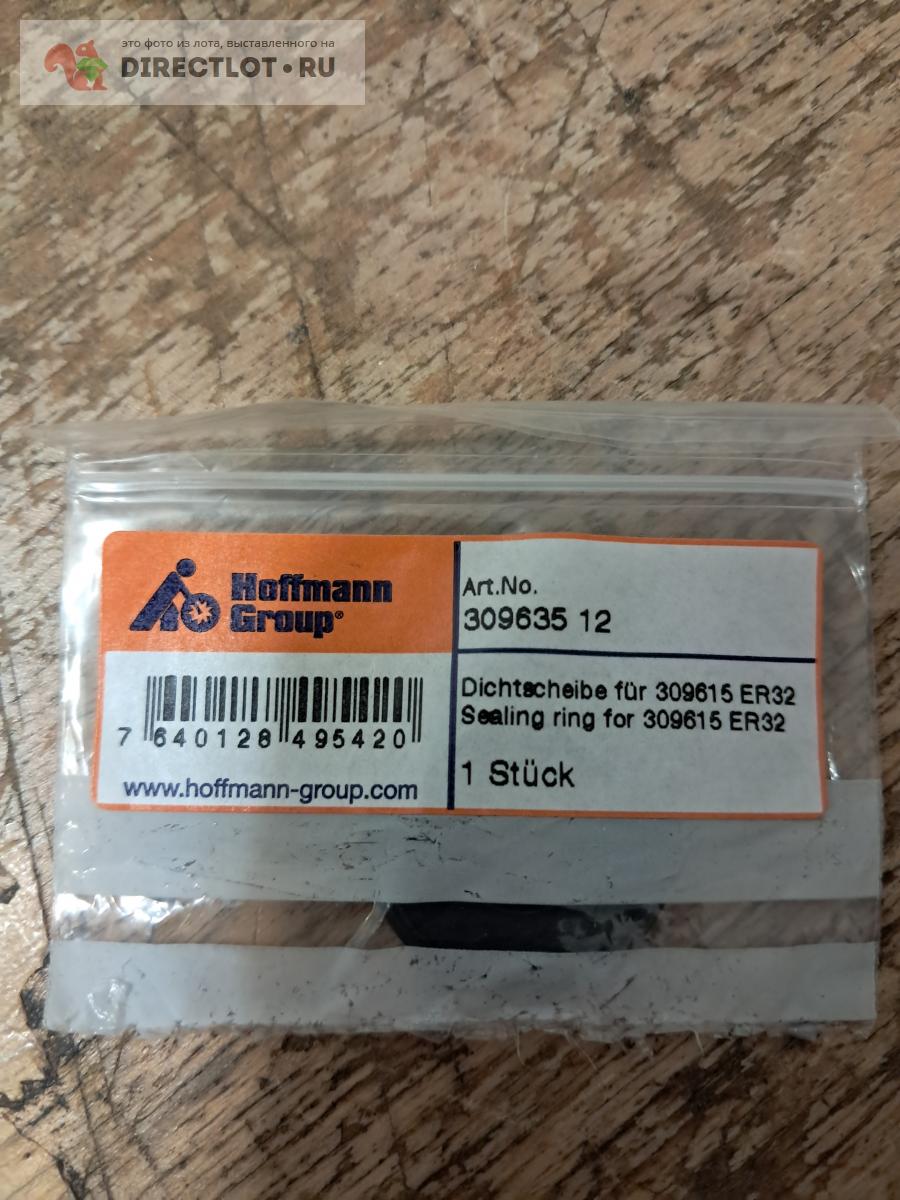 это фото из лота, выставленного на
DIRECTLOT•RU
Hoffmann
Group®
Art.No.
309635 12
7 640128 495420
www.hoffmann-group.com
Dichtscheibe für 309615 ER32
Sealing ring for 309615 ER32
1 Stück